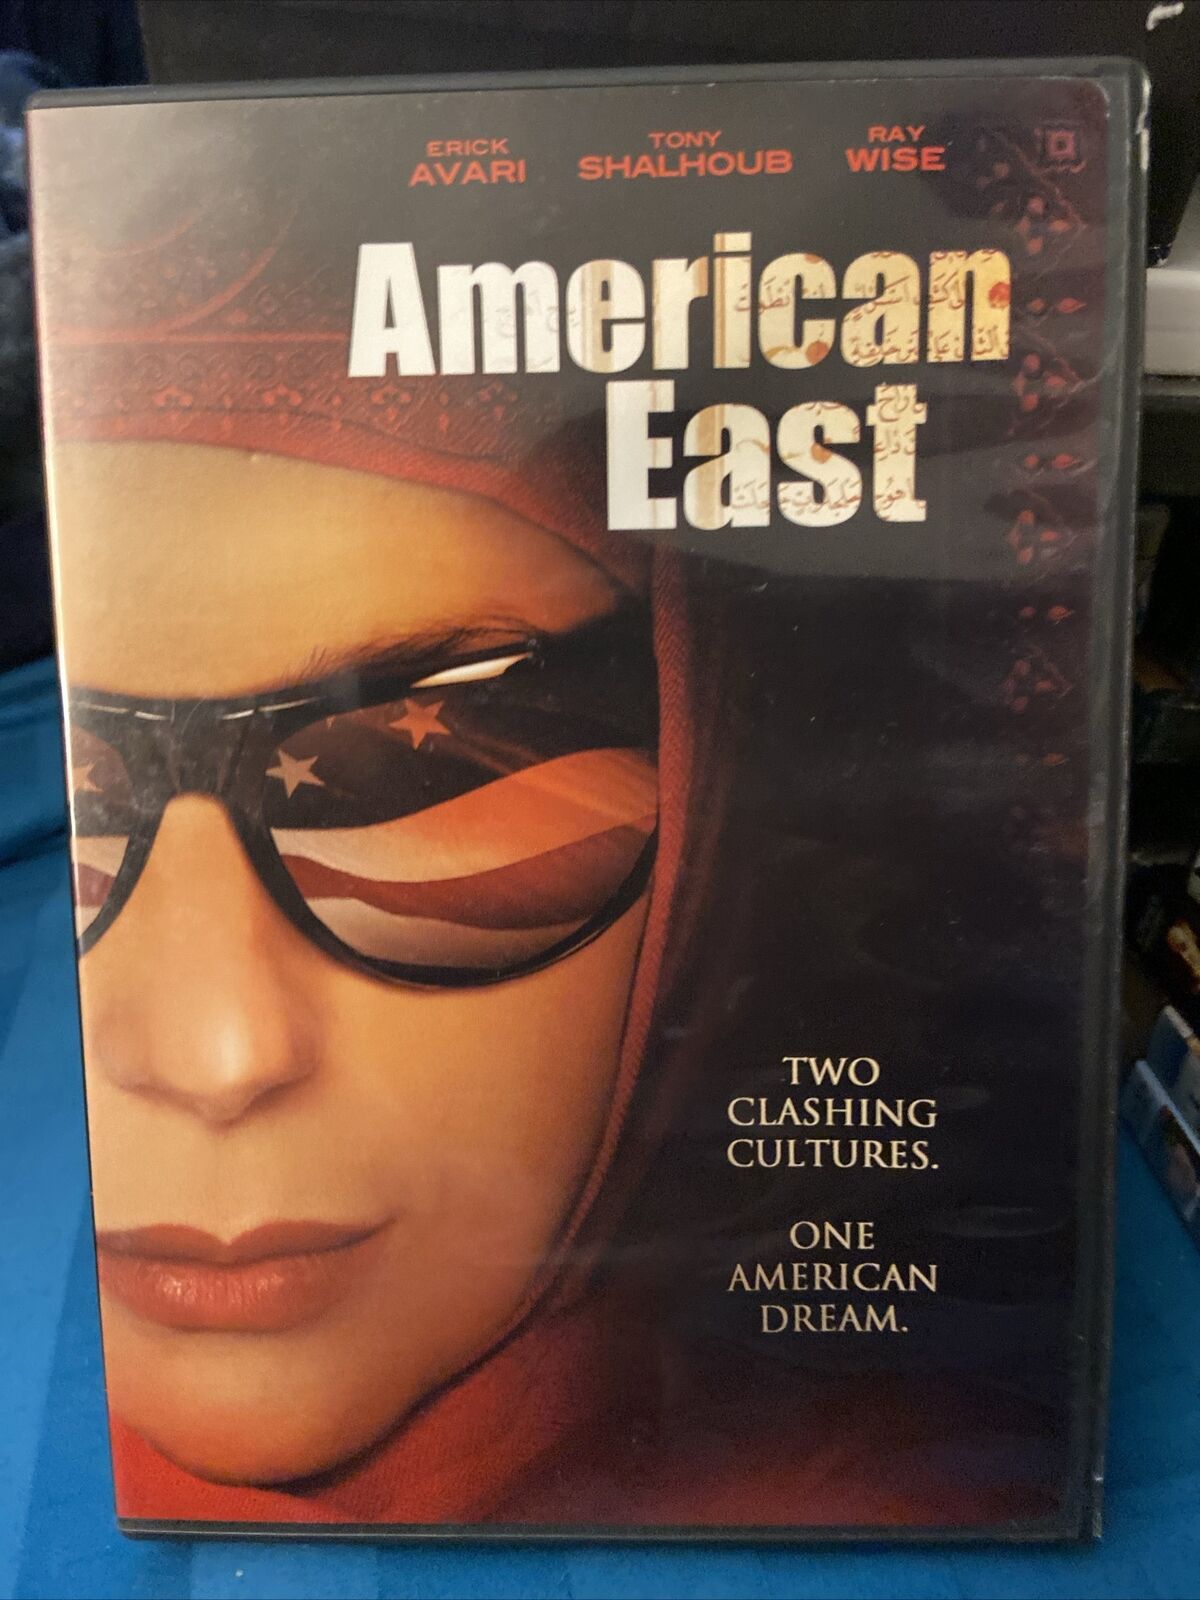 ERICK TONY RAY
AVARI SHALHOUB WISE
American
East
TWO
CLASHING
CULTURES.
ONE
AMERICAN
DREAM.